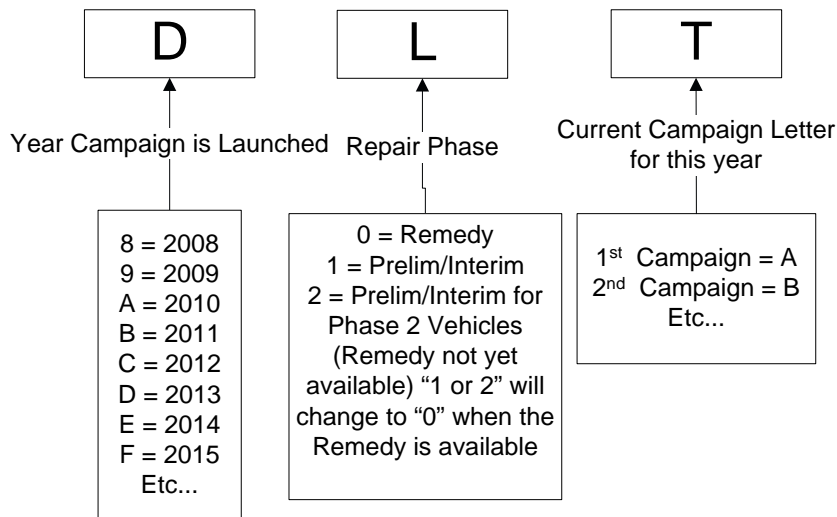 D
L
T
Year Campaign is Launched
Repair Phase
Current Campaign Letter
for this year
8 = 2008
9 = 2009
A = 2010
B = 2011
C = 2012
D = 2013
E = 2014
F = 2015
Etc...
0 = Remedy
1 = Prelim/Interim
2 = Prelim/Interim for
Phase 2 Vehicles
(Remedy not yet
available) “1 or 2” will
change to “0” when the
Remedy is available
1st Campaign = A
2nd Campaign = B
Etc...